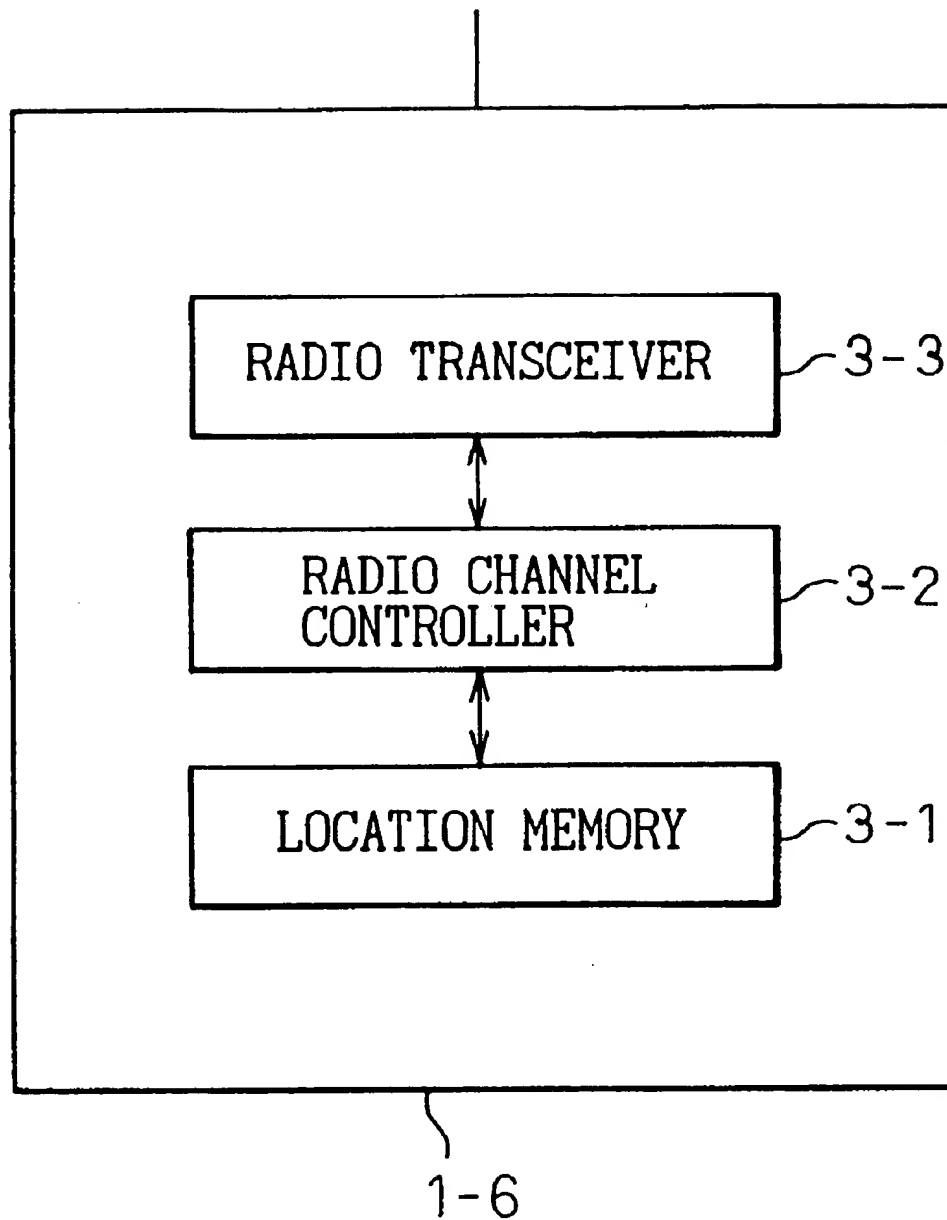 RADIO TRANSCEIVER
3-3
RADIO CHANNEL
CONTROLLER
3-2
LOCATION MEMORY
3-1
1-6